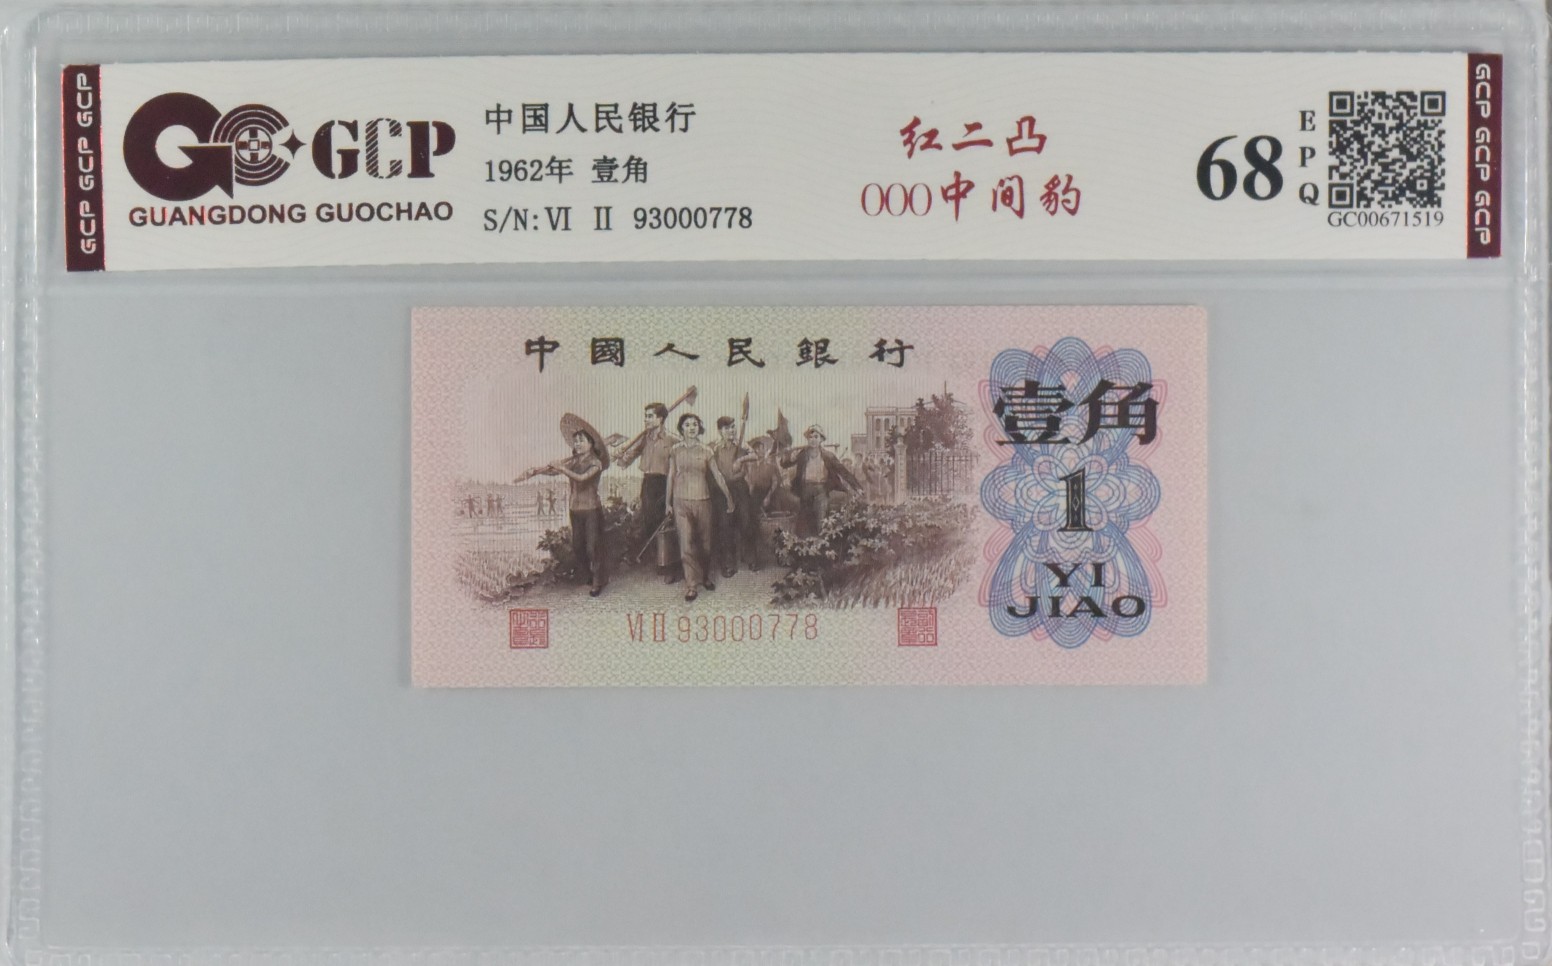 GCP GCP GCP
GCP
GUANGDONG GUOCHAO
中国人民银行
1962年 壹角
S/N: Ⅵ Ⅱ 93000778
红二凸
000中间豹
68
EPQ
GC00671519
GCP GCP GCP
中國人民銀行
壹角
1
YI
JIAO
ⅥⅡ 93000778